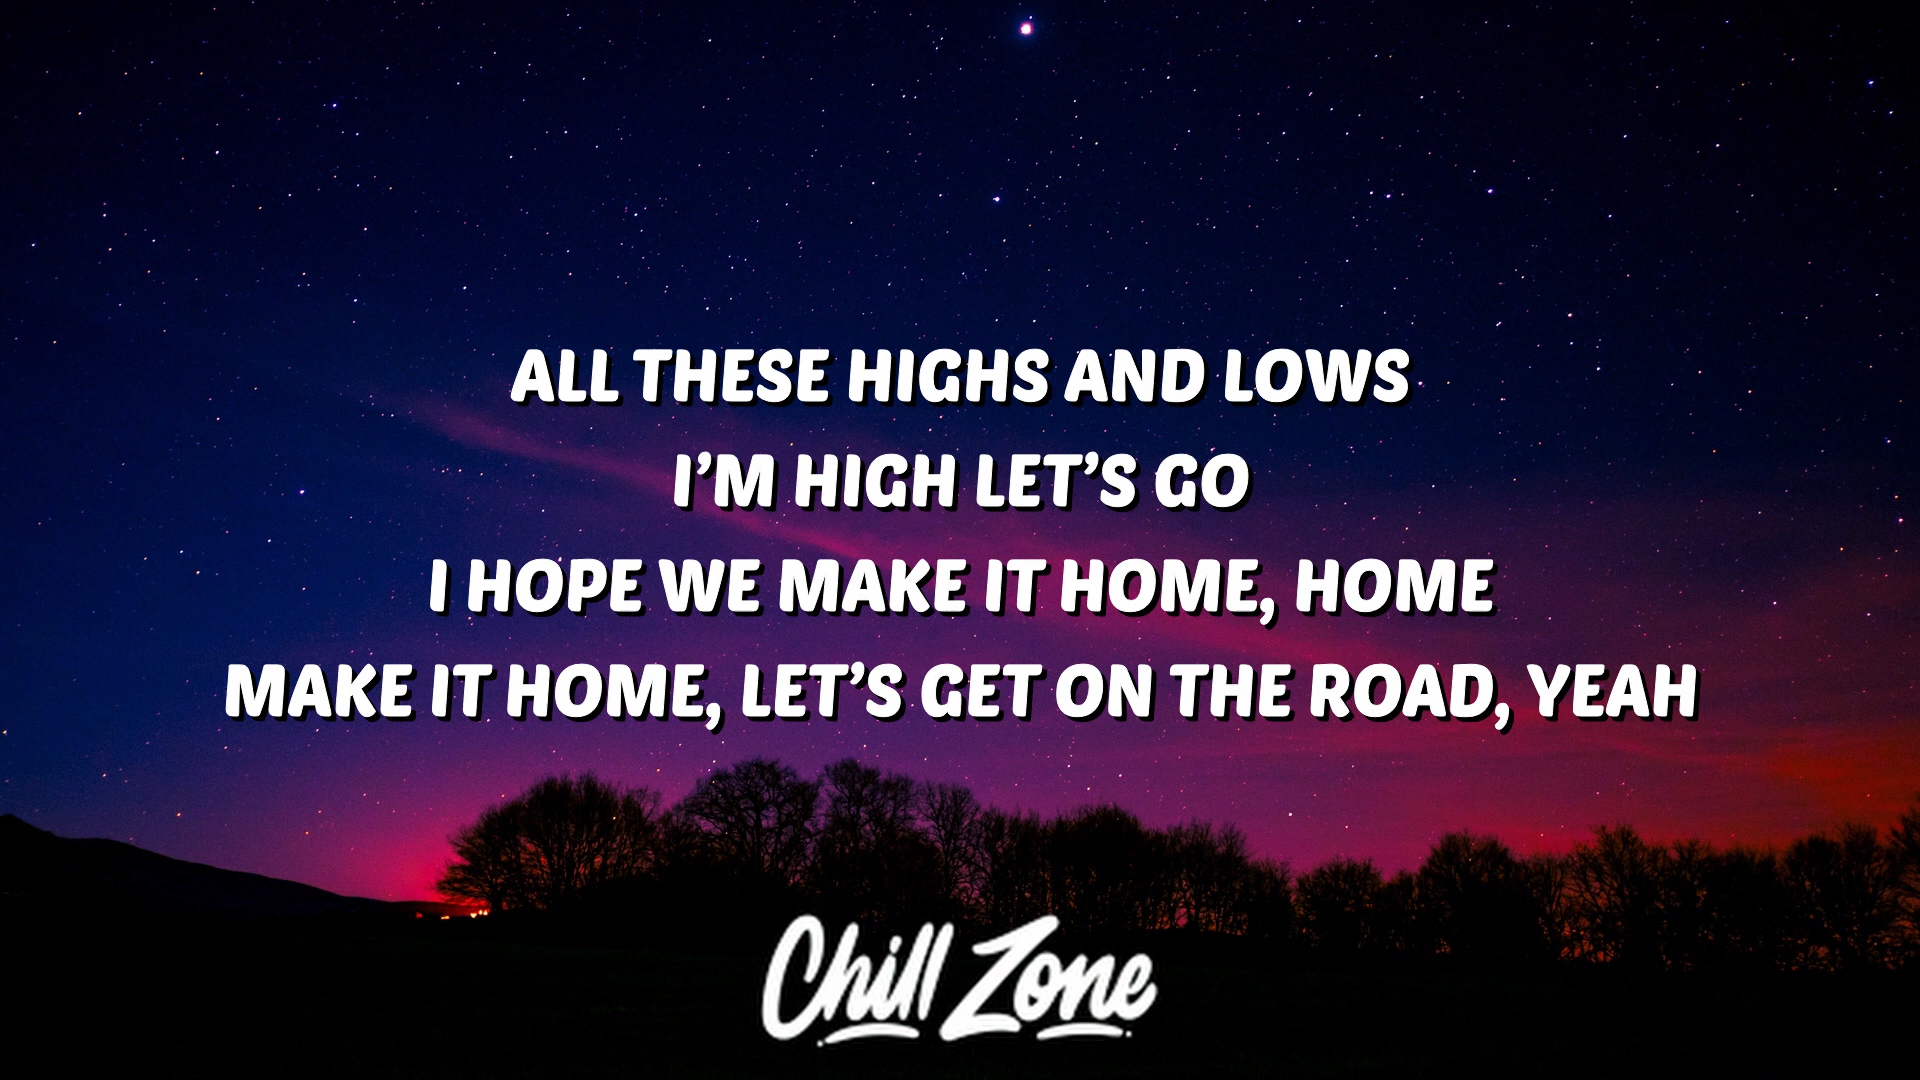 ALL THESE HIGHS AND LOWS
I’M HIGH LET’S GO
I HOPE WE MAKE IT HOME, HOME
MAKE IT HOME, LET’S GET ON THE ROAD, YEAH
Chill Zone